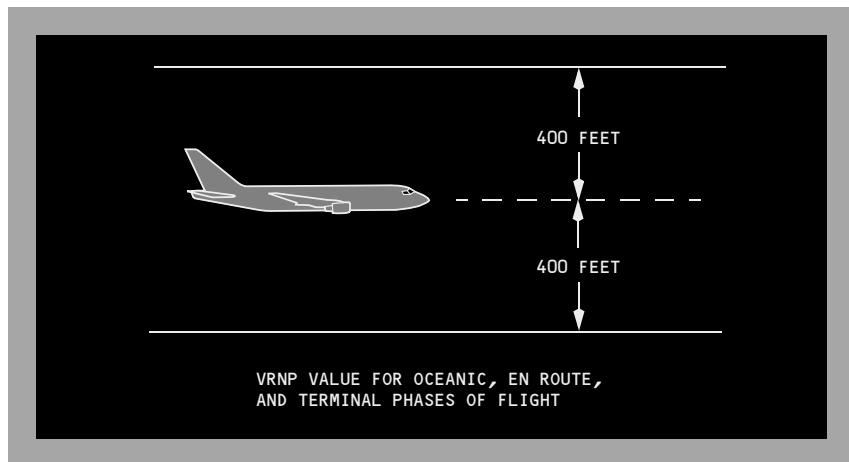 400 FEET
400 FEET
VRNP VALUE FOR OCEANIC, EN ROUTE,
AND TERMINAL PHASES OF FLIGHT